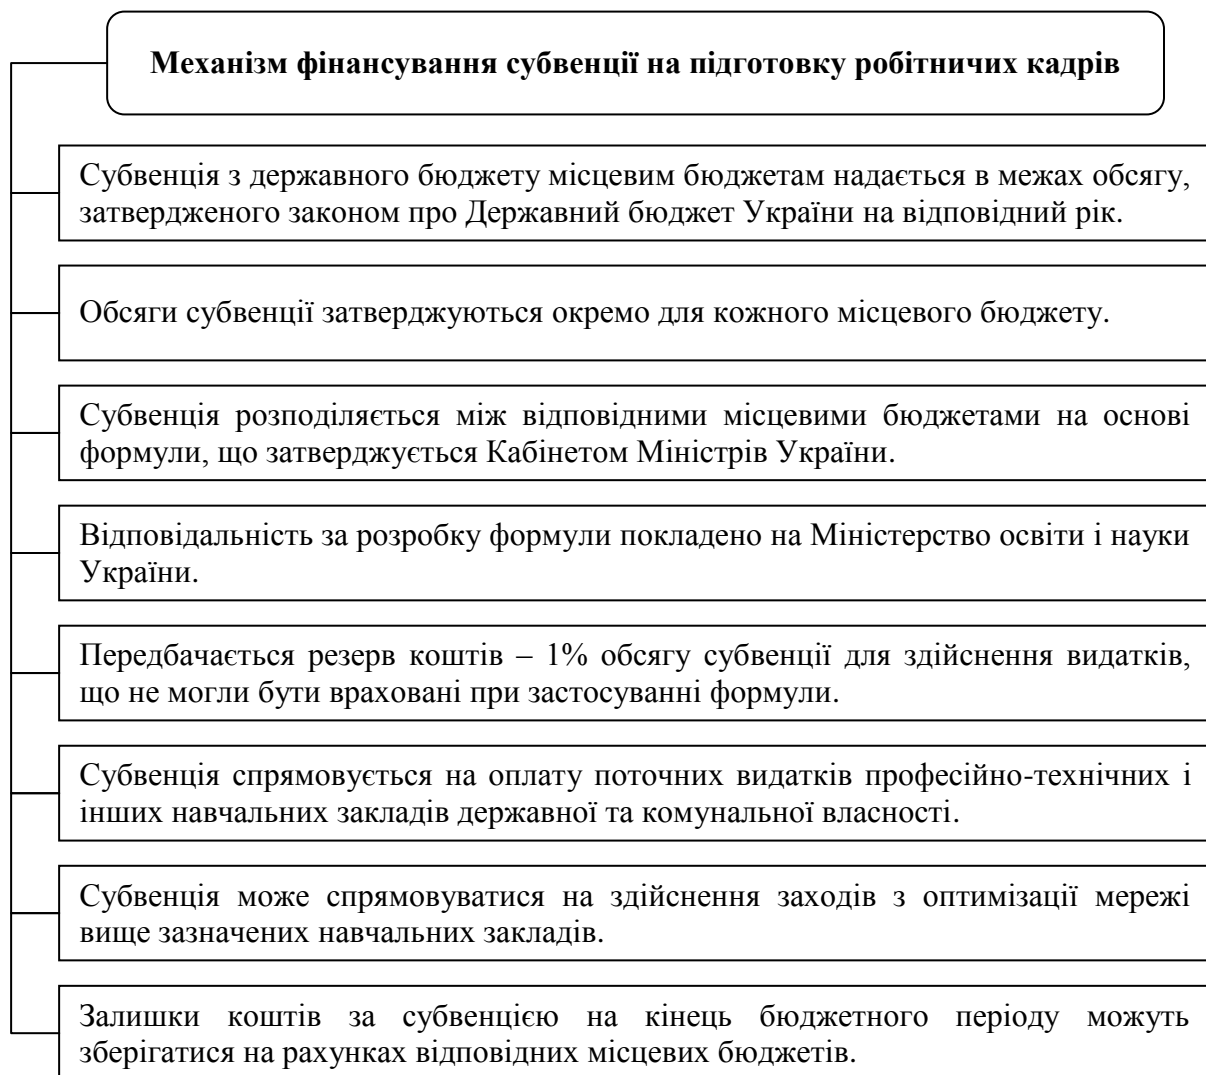 Механізм фінансування субвенції на підготовку робітничих кадрів
Субвенція з державного бюджету місцевим бюджетам надається в межах обсягу,
затвердженого законом про Державний бюджет України на відповідний рік.
Обсяги субвенції затверджуються окремо для кожного місцевого бюджету.
Субвенція розподіляється між відповідними місцевими бюджетами на основі
формули, що затверджується Кабінетом Міністрів України.
Відповідальність за розробку формули покладено на Міністерство освіти і науки
України.
Передбачається резерв коштів – 1% обсягу субвенції для здійснення видатків,
що не могли бути враховані при застосуванні формули.
Субвенція спрямовується на оплату поточних видатків професійно-технічних і
інших навчальних закладів державної та комунальної власності.
Субвенція може спрямовуватися на здійснення заходів з оптимізації мережі
вище зазначених навчальних закладів.
Залишки коштів за субвенцією на кінець бюджетного періоду можуть
зберігатися на рахунках відповідних місцевих бюджетів.